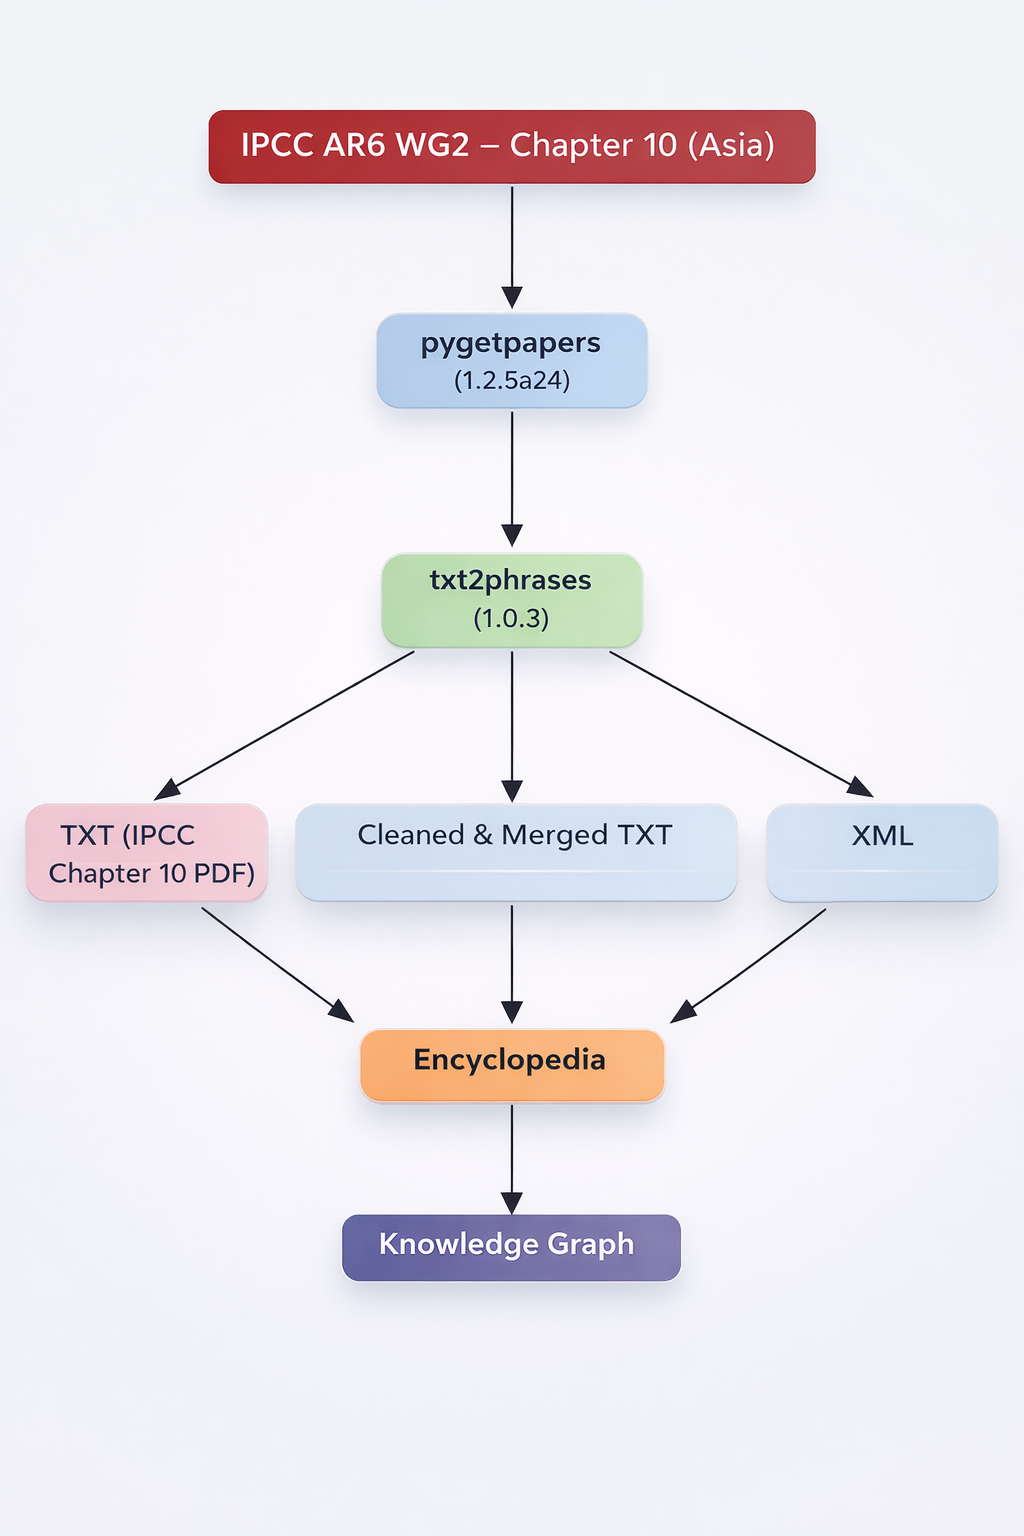 IPCC AR6 WG2 – Chapter 10 (Asia)
pygetpapers
(1.2.5a24)
txt2phrases
(1.0.3)
TXT (IPCC
Chapter 10 PDF)
Cleaned & Merged TXT
XML
Encyclopedia
Knowledge Graph